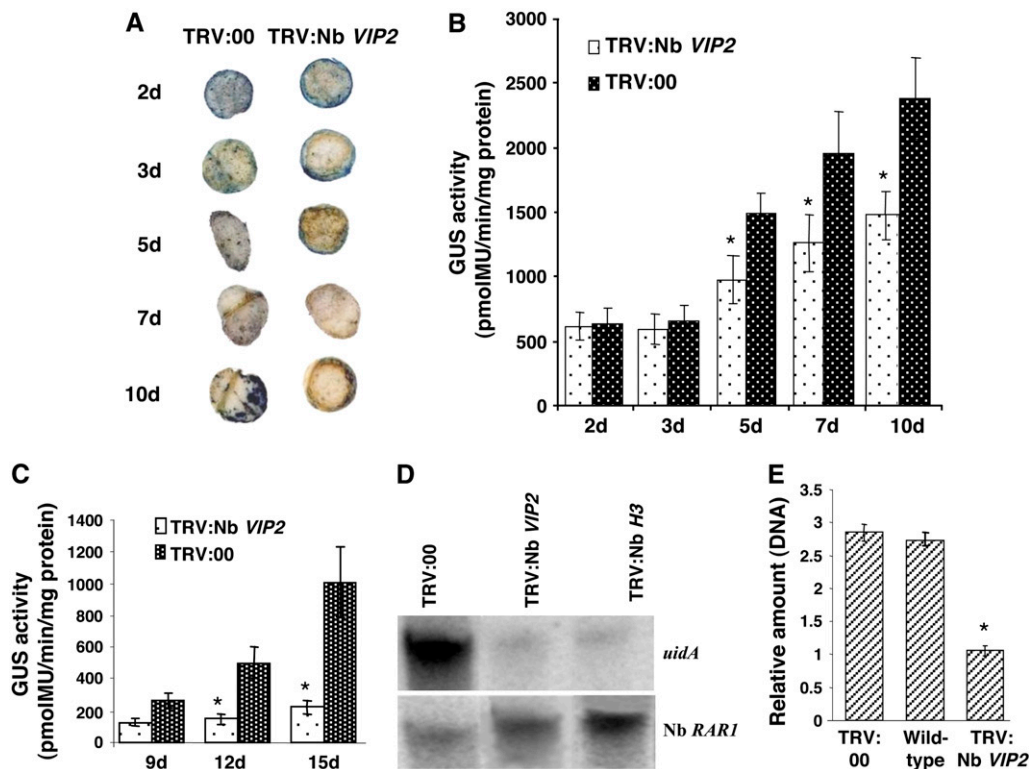 A
TRV:00 TRV:Nb VIP2
2d
3d
5d
7d
10d
B
GUS activity
(pmolMU/min/mg protein)
3000
2500
2000
1500
1000
500
0
TRV:Nb VIP2
TRV:00
* * *
2d 3d 5d 7d 10d
C
GUS activity
(pmolMU/min/mg protein)
1400
1200
1000
800
600
400
200
0
TRV:Nb VIP2
TRV:00
* *
9d 12d 15d
D
TRV:00
TRV:Nb VIP2
TRV:Nb H3
uidA
Nb RAR1
E
Relative amount (DNA)
3.5
3
2.5
2
1.5
1
0.5
0
*
TRV: Wild- TRV:
00 type Nb VIP2